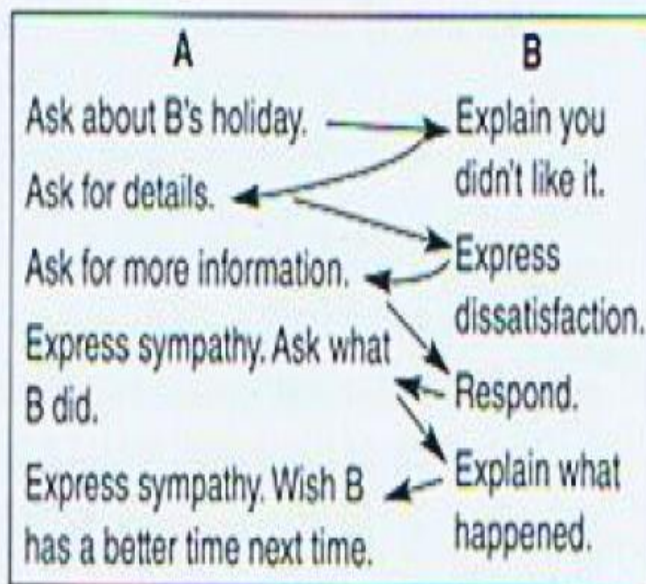 A
Ask about B's holiday.
Ask for details.
Ask for more information.
Express sympathy. Ask what
B did.
Express sympathy. Wish B
has a better time next time.
B
Explain you
didn't like it.
Express
dissatisfaction.
Respond.
Explain what
happened.